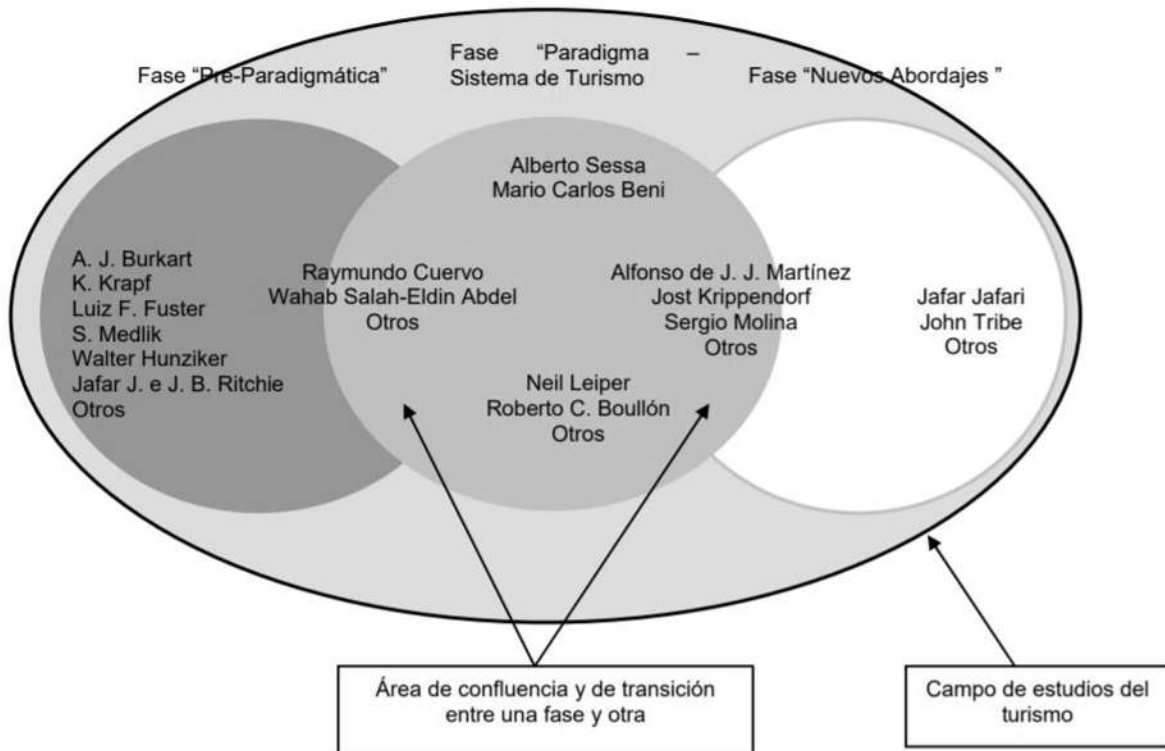 Fase “Pre-Paradigmática”
Fase “Paradigma –
Sistema de Turismo
Fase “Nuevos Abordajes ”
Alberto Sessa
Mario Carlos Beni
A. J. Burkart
K. Krapf
Luiz F. Fuster
S. Medlik
Walter Hunziker
Jafar J. e J. B. Ritchie
Otros
Raymundo Cuervo
Wahab Salah-Eldin Abdel
Otros
Alfonso de J. J. Martínez
Jost Krippendorf
Sergio Molina
Otros
Jafar Jafari
John Tribe
Otros
Neil Leiper
Roberto C. Boullón
Otros
Área de confluencia y de transición
entre una fase y otra
Campo de estudios del
turismo